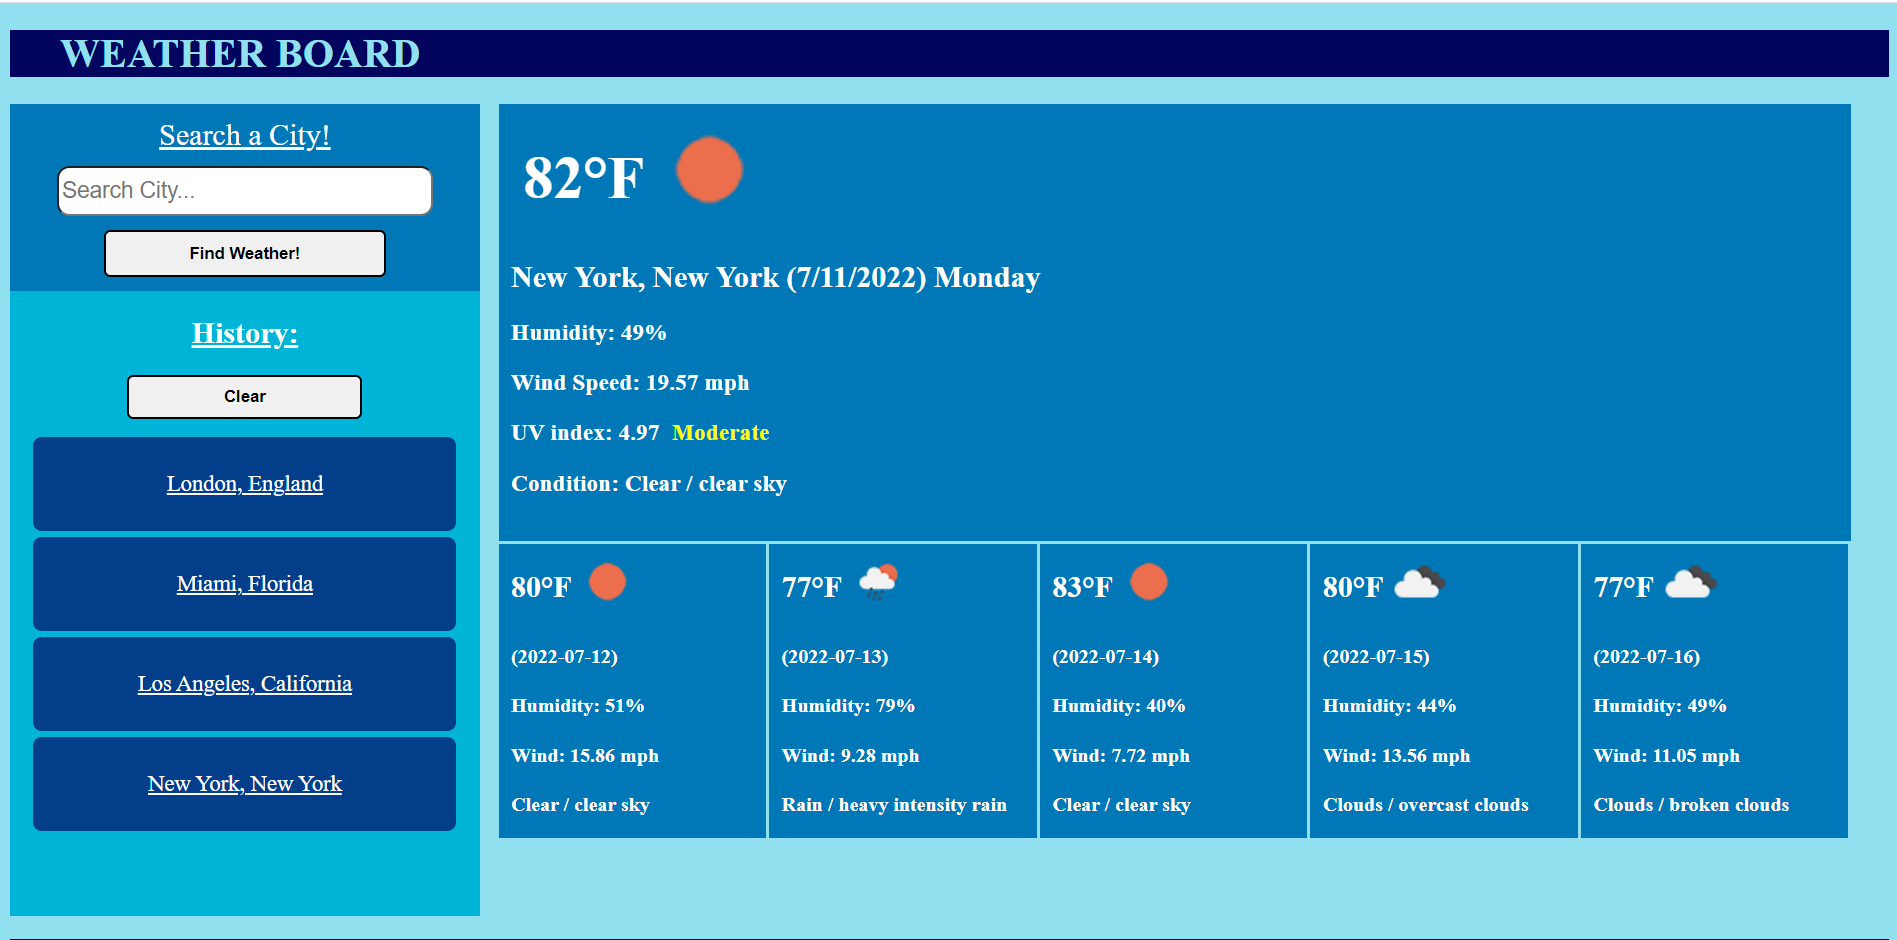 WEATHER BOARD
Search a City!
Search City...
Find Weather!
History:
Clear
London, England
Miami, Florida
Los Angeles, California
New York, New York
82°F
New York, New York (7/11/2022) Monday
Humidity: 49%
Wind Speed: 19.57 mph
UV index: 4.97 Moderate
Condition: Clear / clear sky
80°F
(2022-07-12)
Humidity: 51%
Wind: 15.86 mph
Clear / clear sky
77°F
(2022-07-13)
Humidity: 79%
Wind: 9.28 mph
Rain / heavy intensity rain
83°F
(2022-07-14)
Humidity: 40%
Wind: 7.72 mph
Clear / clear sky
80°F
(2022-07-15)
Humidity: 44%
Wind: 13.56 mph
Clouds / overcast clouds
77°F
(2022-07-16)
Humidity: 49%
Wind: 11.05 mph
Clouds / broken clouds